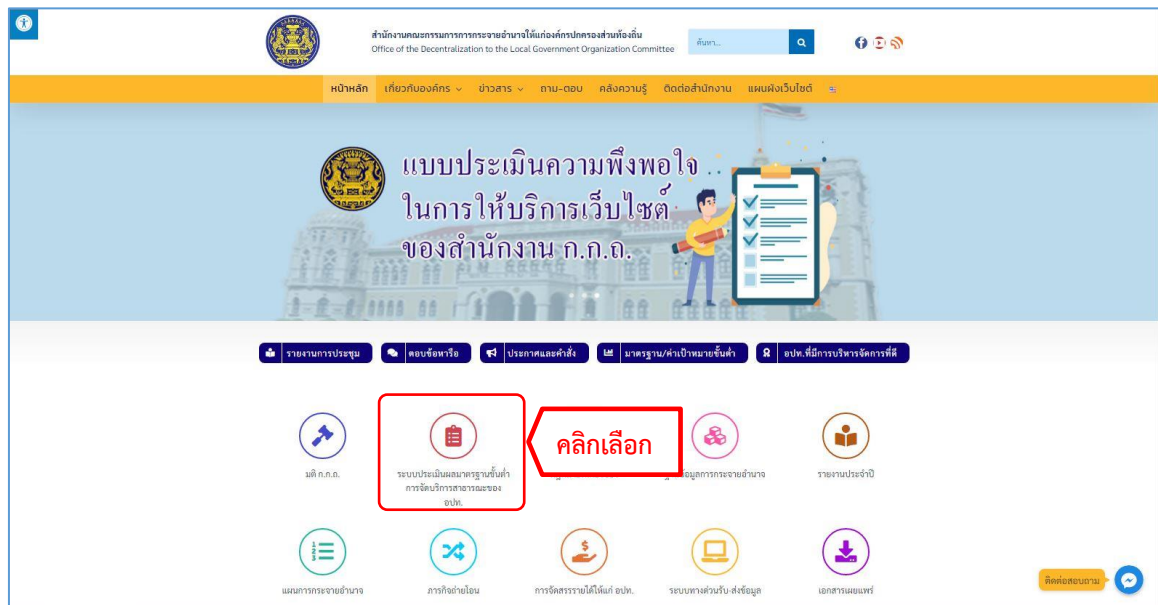 สำนักงานคณะกรรมการการกระจายอำนาจให้แก่องค์กรปกครองส่วนท้องถิ่น
Office of the Decentralization to the Local Government Organization Committee
ค้นหา...
หน้าหลัก เกี่ยวกับองค์กร ข่าวสาร ถาม-ตอบ คลังความรู้ ติดต่อสำนักงาน แผนผังเว็บไซต์
แบบประเมินความพึงพอใจ
ในการให้บริการเว็บไซต์
ของสำนักงาน ก.ก.ถ.
รายงานการประชุม ตอบข้อหารือ ประกาศและคำสั่ง มาตรฐาน/ค่าเป้าหมายขั้นต่ำ อปท.ที่มีการบริหารจัดการที่ดี
คลิกเลือก
มติ ก.ก.ถ. ระบบประเมินผลมาตรฐานขั้นต่ำ ข้อมูลการกระจายอำนาจ รายงานประจำปี
การจัดบริการสาธารณะของ
อปท.
แผนการกระจายอำนาจ ภารกิจถ่ายโอน การจัดสรรรายได้ให้แก่ อปท. ระบบทางด่วนรับ-ส่งข้อมูล เอกสารเผยแพร่
ติดต่อสอบถาม